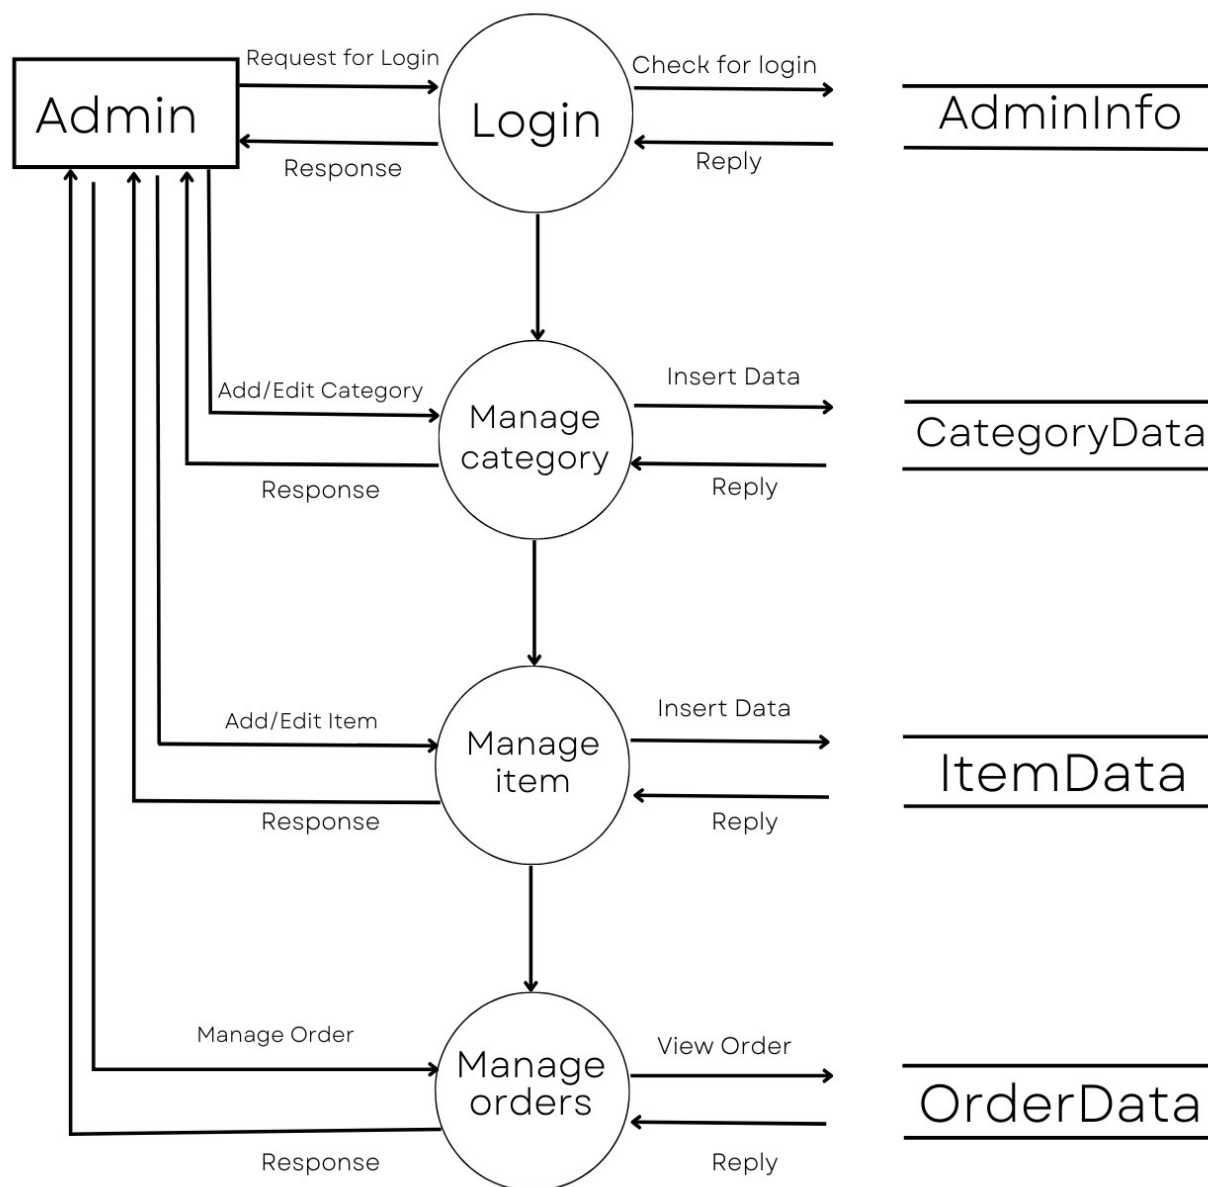 Request for Login
Check for login
Admin
Login
AdminInfo
Response
Reply
Add/Edit Category
Insert Data
Manage
category
CategoryData
Response
Reply
Add/Edit Item
Insert Data
Manage
item
ItemData
Response
Reply
Manage Order
View Order
Manage
orders
OrderData
Response
Reply